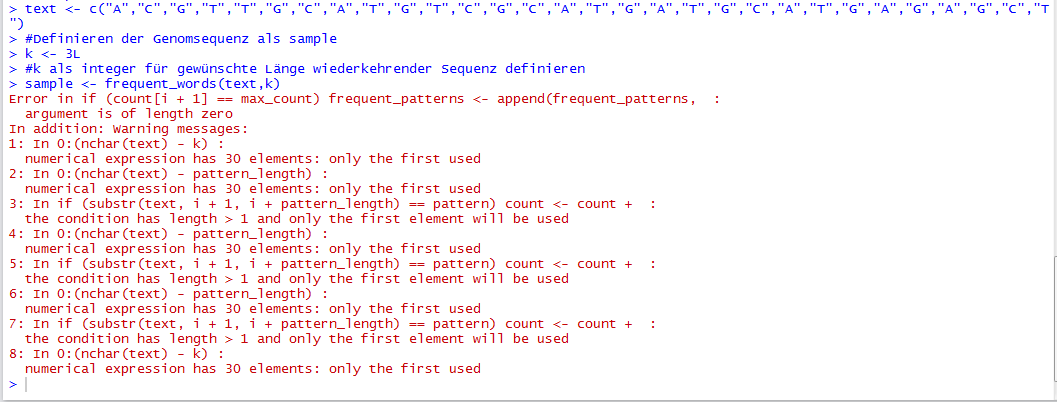 > text <- c("A","C","G","T","T","G","C","A","T","G","T","C","G","C","A","T","G","A","T","G","C","A","T","G","A","G","A","G","C","T
")
> #Definieren der Genomsequenz als sample
> k <- 3L
> #k als integer für gewünschte Länge wiederkehrender Sequenz definieren
> sample <- frequent_words(text,k)
Error in if (count[i + 1] == max_count) frequent_patterns <- append(frequent_patterns,  :
  argument is of length zero
In addition: Warning messages:
1: In 0:(nchar(text) - k) :
  numerical expression has 30 elements: only the first used
2: In 0:(nchar(text) - pattern_length) :
  numerical expression has 30 elements: only the first used
3: In if (substr(text, i + 1, i + pattern_length) == pattern) count <- count +  :
  the condition has length > 1 and only the first element will be used
4: In 0:(nchar(text) - pattern_length) :
  numerical expression has 30 elements: only the first used
5: In if (substr(text, i + 1, i + pattern_length) == pattern) count <- count +  :
  the condition has length > 1 and only the first element will be used
6: In 0:(nchar(text) - pattern_length) :
  numerical expression has 30 elements: only the first used
7: In if (substr(text, i + 1, i + pattern_length) == pattern) count <- count +  :
  the condition has length > 1 and only the first element will be used
8: In 0:(nchar(text) - k) :
  numerical expression has 30 elements: only the first used
>